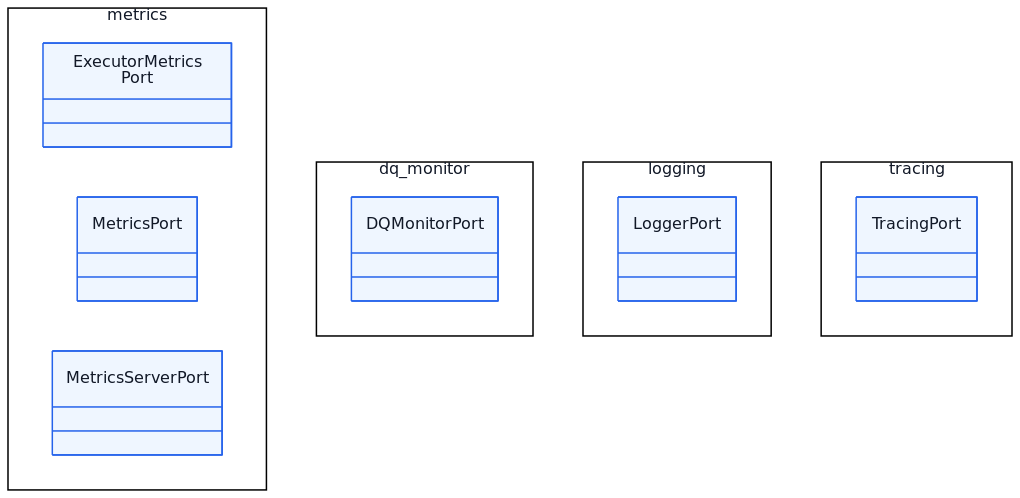 metrics
ExecutorMetrics
Port
MetricsPort
MetricsServerPort
dq_monitor
DQMonitorPort
logging
LoggerPort
tracing
TracingPort